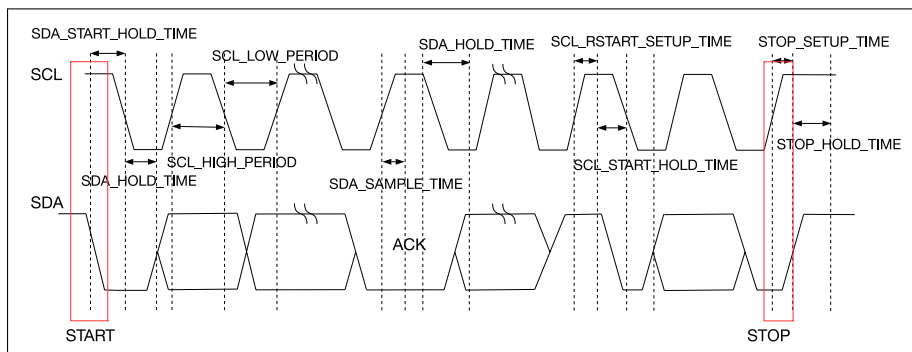 SDA_START_HOLD_TIME
SCL_LOW_PERIOD
SDA_HOLD_TIME
SCL_RSTART_SETUP_TIME
STOP_SETUP_TIME
SCL
SCL_HIGH_PERIOD
SDA_HOLD_TIME
SDA_SAMPLE_TIME
SCL_START_HOLD_TIME
STOP_HOLD_TIME
SDA
ACK
START
STOP